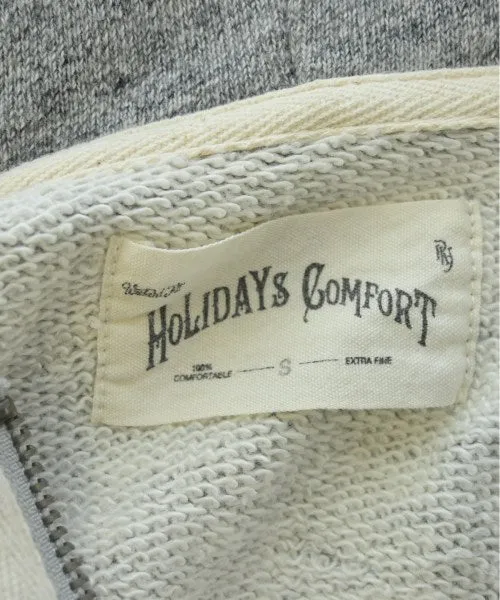 HOLIDAYS COMFORT
100%
COMFORTABLE
S
EXTRA FINE